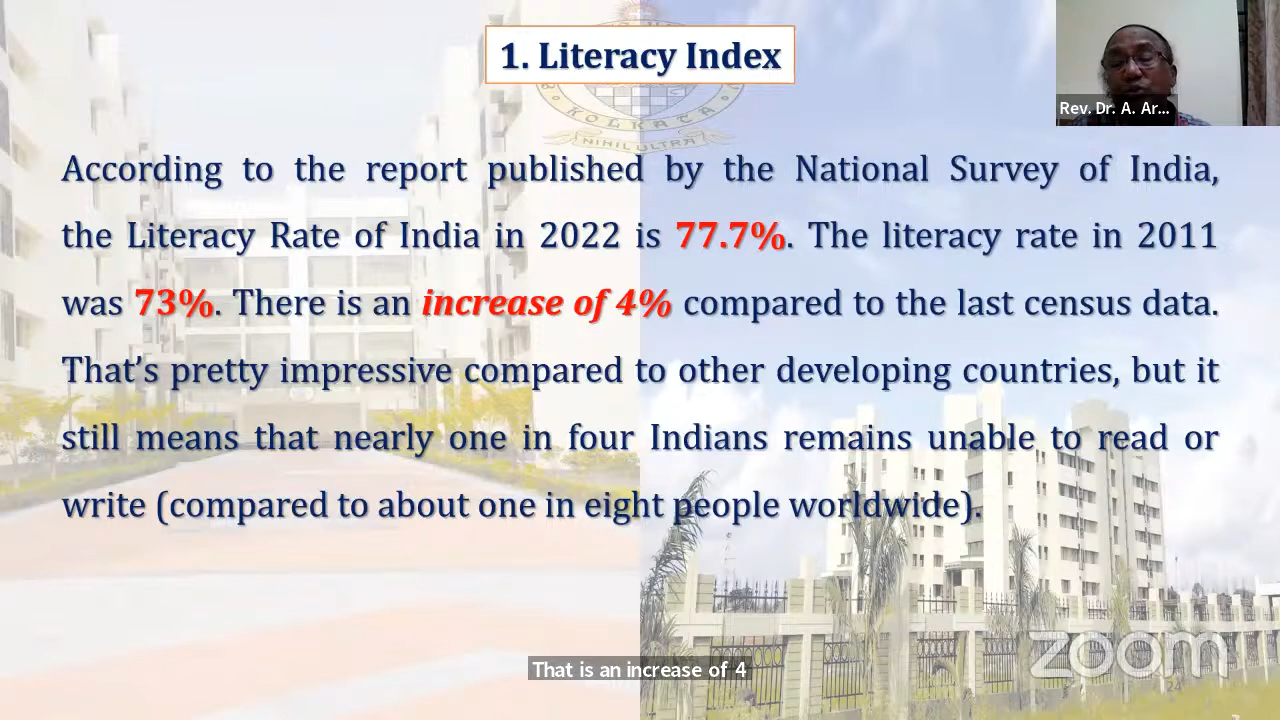 1. Literacy Index
Rev. Dr. A. Ar...
KOLKATA
NIHIL ULTRA
According to the report published by the National Survey of India,
the Literacy Rate of India in 2022 is 77.7%. The literacy rate in 2011
was 73%. There is an increase of 4% compared to the last census data.
That's pretty impressive compared to other developing countries, but it
still means that nearly one in four Indians remains unable to read or
write (compared to about one in eight people worldwide).
zoom
That is an increase of 4
24